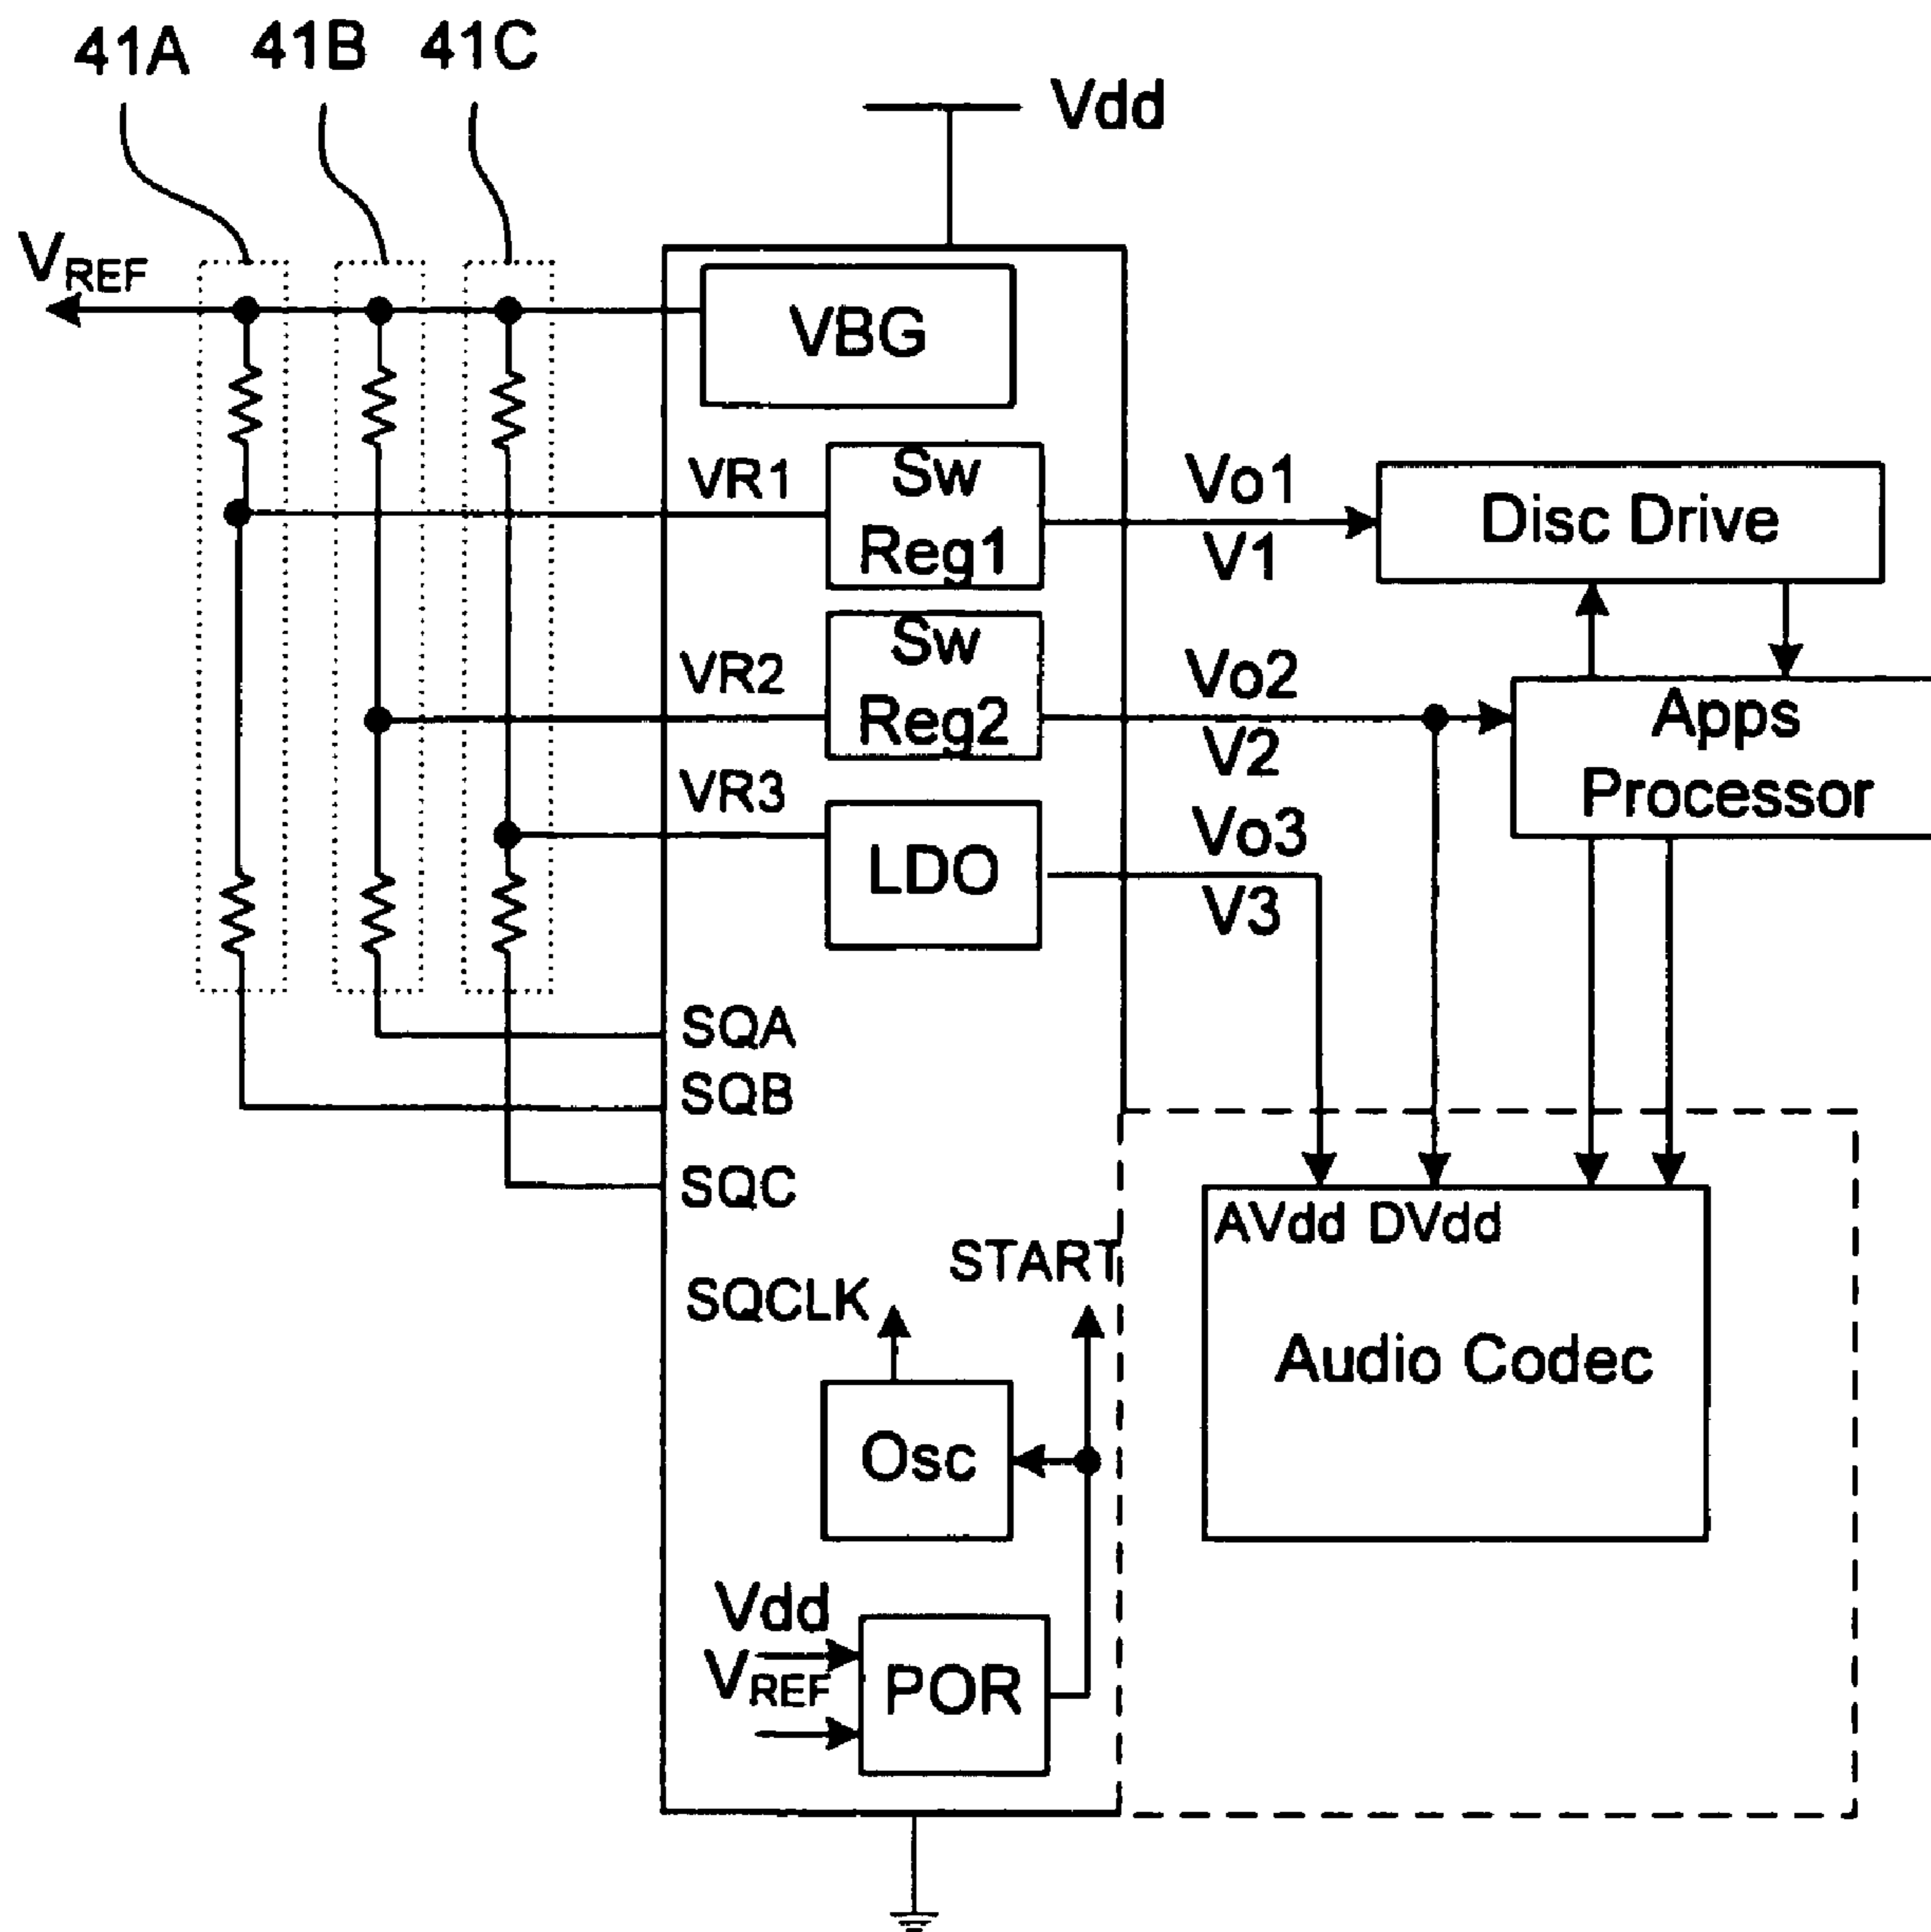 41A 41B 41C
Vdd
VREF
VBG
VR1
Sw
Reg1
Vo1
V1
Disc Drive
VR2
Sw
Reg2
Vo2
V2
Apps
Processor
VR3
LDO
Vo3
V3
SQA
SQB
SQC
AVdd DVdd
START
SQCLK
Audio Codec
Osc
Vdd
VREF
POR